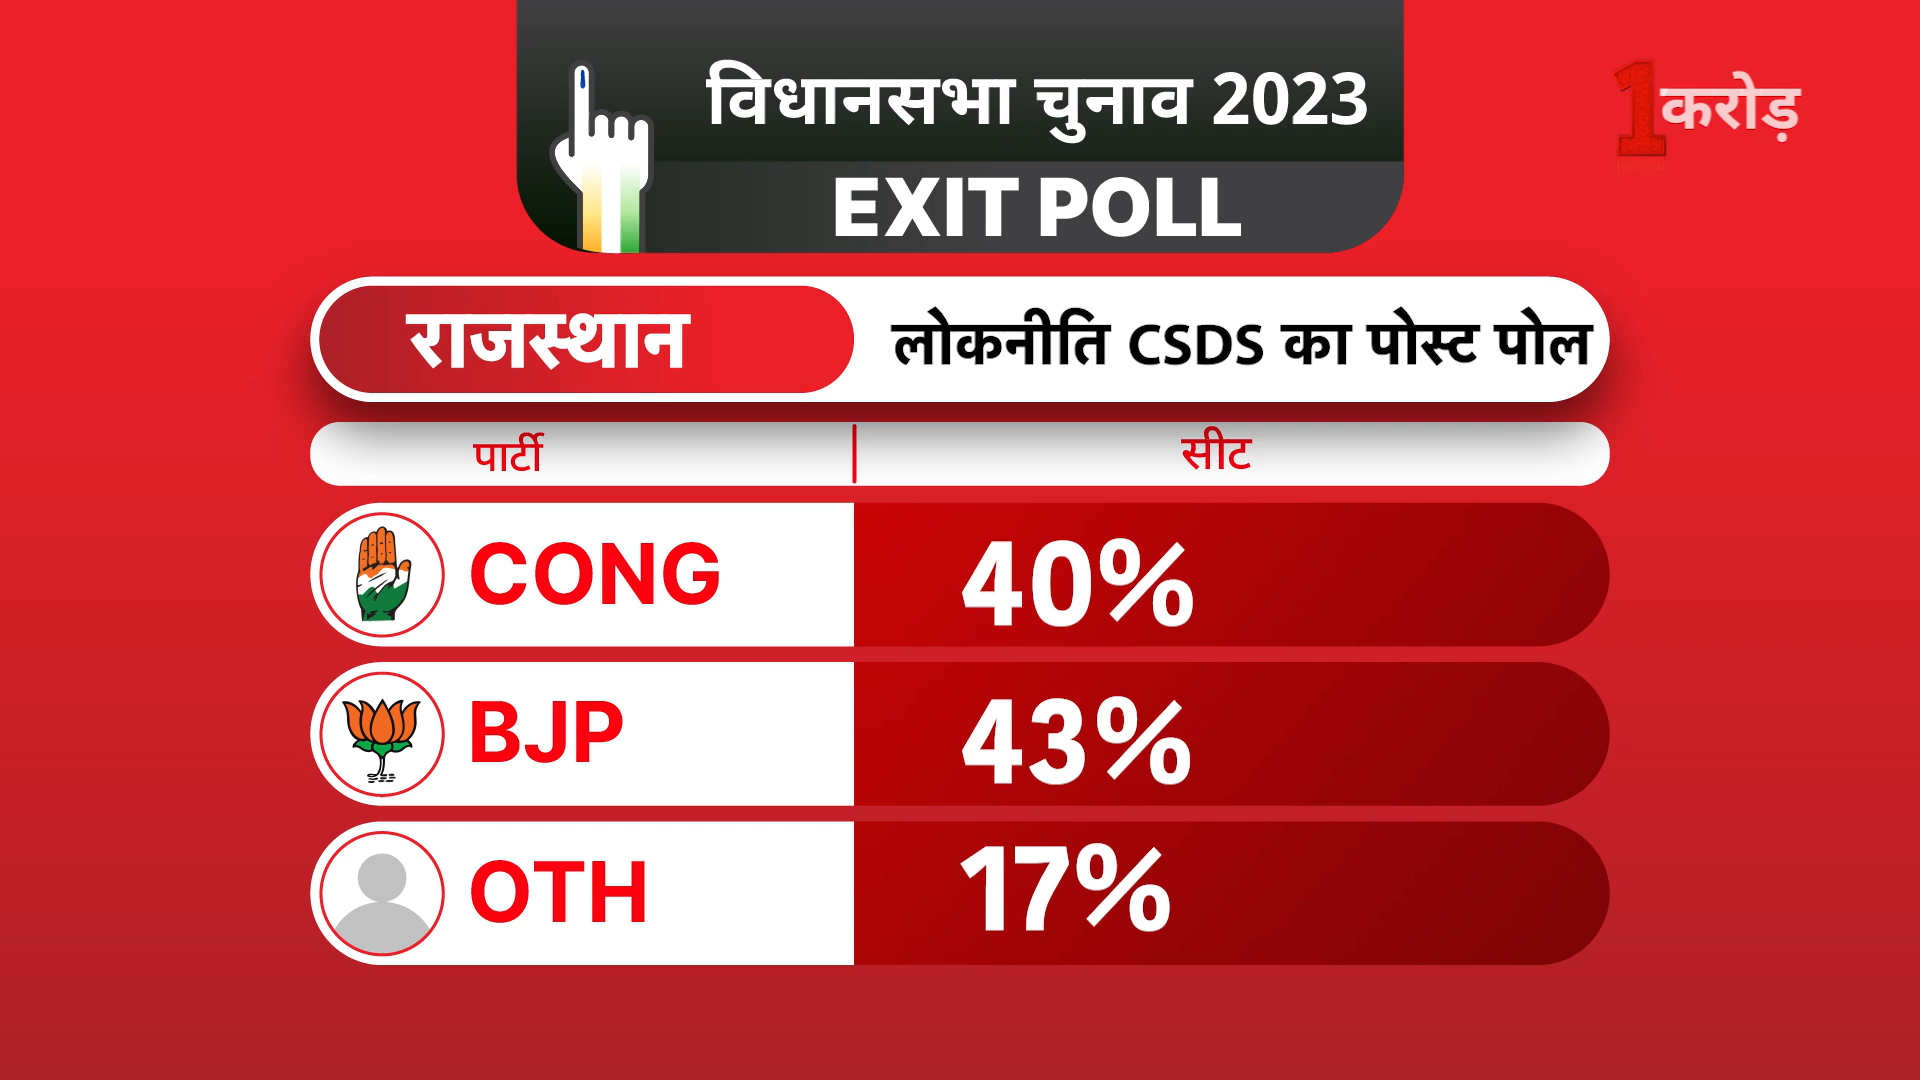 विधानसभा चुनाव 2023
1करोड़
EXIT POLL
राजस्थान
लोकनीति CSDS का पोस्ट पोल
पार्टी
सीट
CONG
40%
BJP
43%
OTH
17%